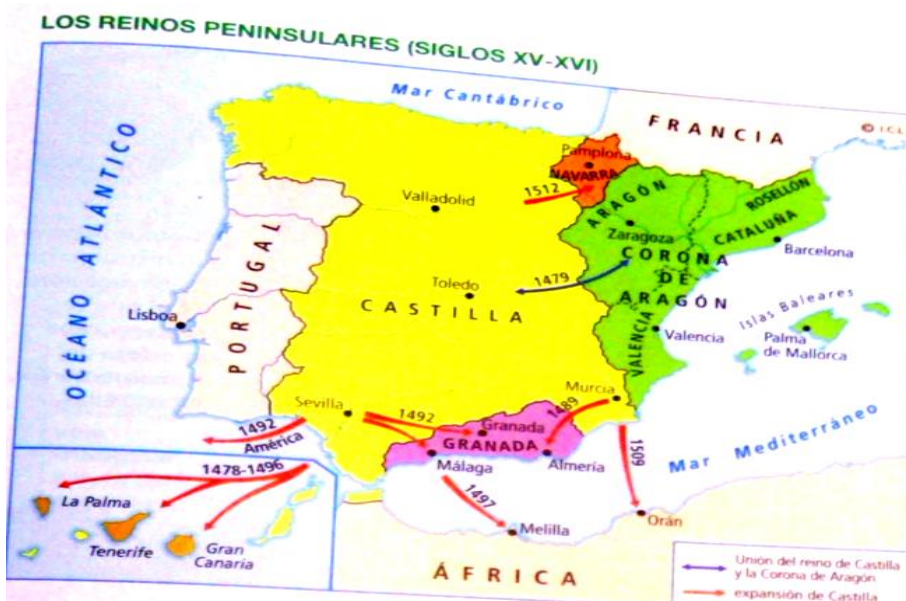 LOS REINOS PENINSULARES (SIGLOS XV-XVI)
Mar Cantábrico
FRANCIA
© I.C.L
OCÉANO ATLÁNTICO
Pamplona
NAVARRA
1512
Valladolid
ARAGÓN
ROSELLÓN
Zaragoza
CATALUÑA
Barcelona
CORONA
DE
ARAGÓN
1479
Toledo
CASTILLA
PORTUGAL
Lisboa
Islas Baleares
VALENCIA
Valencia
Palma
de Mallorca
Murcia
Sevilla
1492
1489
Granada
GRANADA
1492
América
Málaga
Almería
1509
Mar Mediterráneo
1478-1496
1497
La Palma
Tenerife
Gran
Canaria
Melilla
Orán
ÁFRICA
Unión del reino de Castilla
y la Corona de Aragón
expansión de Castilla